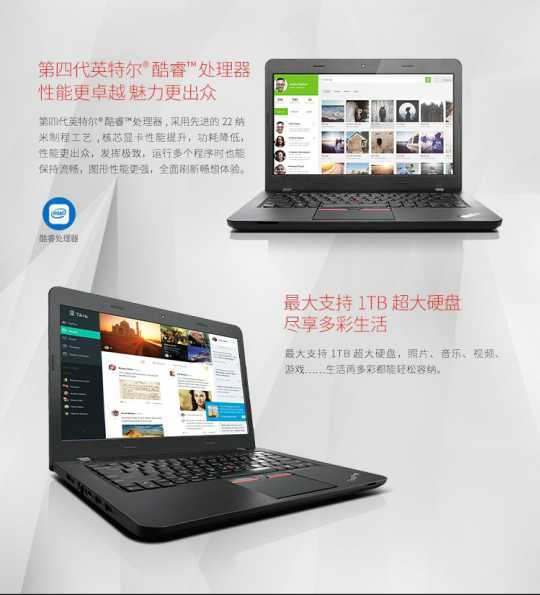 第四代英特尔® 酷睿™处理器
性能更卓越 魅力更出众
第四代英特尔®酷睿™处理器，采用先进的 22 纳
米制程工艺，核芯显卡性能提升，功耗降低，
性能更出众，发挥极致，运行多个程序时也能
保持流畅，图形性能更强，全面刷新畅想体验。
intel
酷睿处理器
最大支持 1TB 超大硬盘
尽享多彩生活
最大支持 1TB 超大硬盘，照片、音乐、视频、
游戏……生活再多彩都能轻松容纳。